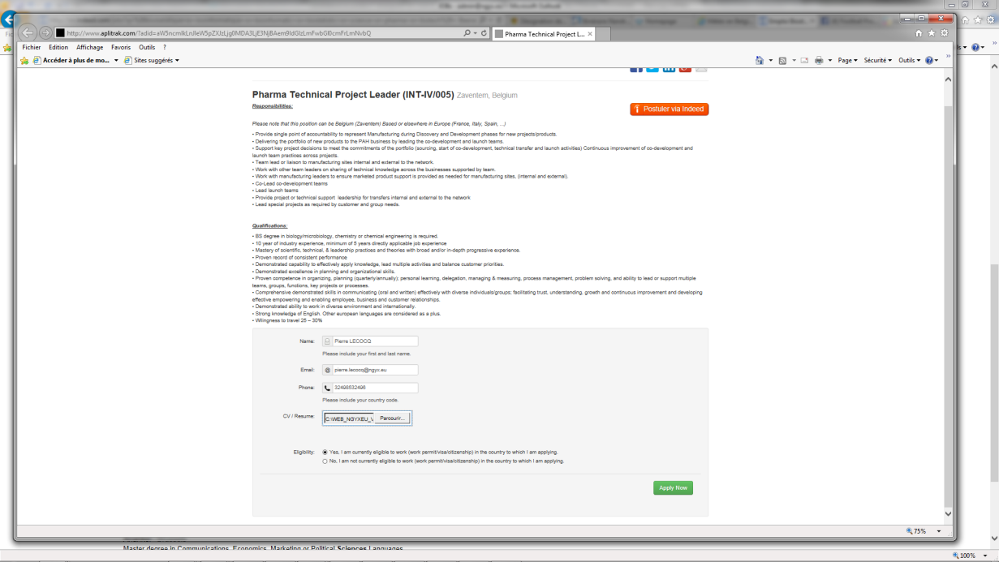 Microsoft Outlook
http://www.aplitrak.com/?adid=
Pharma Technical Project L... ×
Fichier Edition Affichage Favoris Outils ?
Accéder à plus de mo... Sites suggérés
Page Sécurité Outils
Pharma Technical Project Leader (INT-IV/005) Zaventem, Belgium
Postuler via Indeed
Responsibilities:
Please note that this position can be Belgium (Zaventem) Based or elsewhere in Europe (France, Italy, Spain, ...)
• Provide single point of accountability to represent Manufacturing during Discovery and Development phases for new projects/products.
• Delivering the portfolio of new products to the PAH business by leading the co-development and launch teams.
• Support key project decisions to meet the commitments of the portfolio (sourcing, start of co-development, technical transfer and launch activities) Continuous improvement of co-development and
launch team practices across projects.
• Team lead or liaison to manufacturing sites internal and external to the network.
• Work with other team leaders on sharing of technical knowledge across the businesses supported by team.
• Work with manufacturing leaders to ensure marketed product support is provided as needed for manufacturing sites, (internal and external).
• Co-Lead co-development teams
• Lead launch teams
• Provide project or technical support leadership for transfers internal and external to the network
• Lead special projects as required by customer and group needs.
Qualifications:
• BS degree in biology/microbiology, chemistry or chemical engineering is required.
• 10 year of industry experience, minimum of 5 years directly applicable job experience
• Mastery of scientific, technical, & leadership practices and theories with broad and/or in-depth progressive experience.
• Proven record of consistent performance
• Demonstrated capability to effectively apply knowledge, lead multiple activities and balance customer priorities.
• Demonstrated excellence in planning and organizational skills.
• Proven competence in organizing, planning (quarterly/annually); personal learning, delegation, managing & measuring, process management, problem solving, and ability to lead or support multiple
teams, groups, functions, key projects or processes.
• Comprehensive demonstrated skills in communicating (oral and written) effectively with diverse individuals/groups; facilitating trust, understanding, growth and continuous improvement and developing
effective empowering and enabling employee, business and customer relationships.
• Demonstrated ability to work in diverse environment and internationally.
• Strong knowledge of English. Other european languages are considered as a plus.
• Wilingness to travel 25 – 30%
Name: Pierre LECOCQ
Please include your first and last name.
Email: @ pierre.lecocq@ngyx.eu
Phone: 32496532496
Please include your country code.
CV / Resume: C:\WEB_NGYXEU_V Parcourir...
Eligibility: Yes, I am currently eligible to work (work permit/visa/citizenship) in the country to which I am applying.
No, I am not currently eligible to work (work permit/visa/citizenship) in the country to which I am applying.
Apply Now
75%
Master degree in Communications, Economics, Marketing or Political Sciences Languages
100%